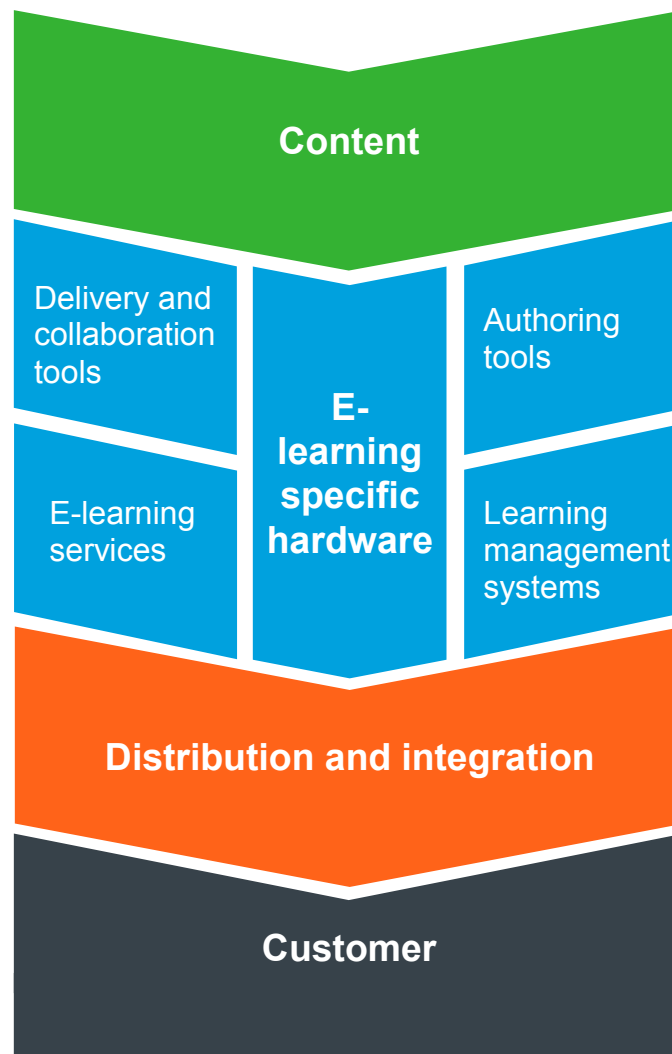 Content
Delivery and
collaboration
tools
E-
learning
specific
hardware
Authoring
tools
E-learning
services
Learning
management
systems
Distribution and integration
Customer